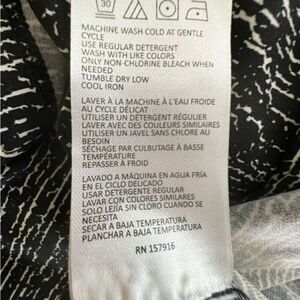 30
MACHINE WASH COLD AT GENTLE
CYCLE
USE REGULAR DETERGENT
WASH WITH LIKE COLORS
ONLY NON-CHLORINE BLEACH WHEN
NEEDED
TUMBLE DRY LOW
COOL IRON
LAVER À LA MACHINE À L'EAU FROIDE
AU CYCLE DÉLICAT
UTILISER UN DÉTERGENT RÉGULIER
LAVER AVEC DES COULEURS SIMILAIRES
UTILISER UN JAVEL SANS CHLORE AU
BESOIN
SÉCHAGE PAR CULBUTAGE À BASSE
TEMPÉRATURE
REPASSER À FROID
LAVADO A MÁQUINA EN AGUA FRÍA
EN EL CICLO DELICADO
USAR DETERGENTE REGULAR
LAVAR CON COLORES SIMILARES
SOLO LEJÍA SIN CLORO CUANDO SE
NECESITA
SECAR A BAJA TEMPERATURA
PLANCHAR A BAJA TEMPERATURA
RN 157916